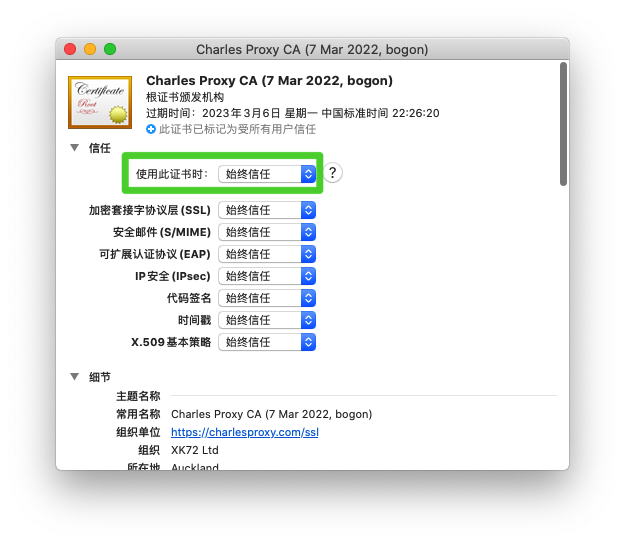 Charles Proxy CA (7 Mar 2022, bogon)
Certificate
Root
Charles Proxy CA (7 Mar 2022, bogon)
根证书颁发机构
过期时间：2023年3月6日 星期一 中国标准时间 22:26:20
此证书已标记为受所有用户信任
信任
使用此证书时： 始终信任 ?
加密套接字协议层 (SSL) 始终信任
安全邮件 (S/MIME) 始终信任
可扩展认证协议 (EAP) 始终信任
IP 安全 (IPsec) 始终信任
代码签名 始终信任
时间戳 始终信任
X.509 基本策略 始终信任
细节
主题名称
常用名称 Charles Proxy CA (7 Mar 2022, bogon)
组织单位 https://charlesproxy.com/ssl
组织 XK72 Ltd
所在地 Auckland